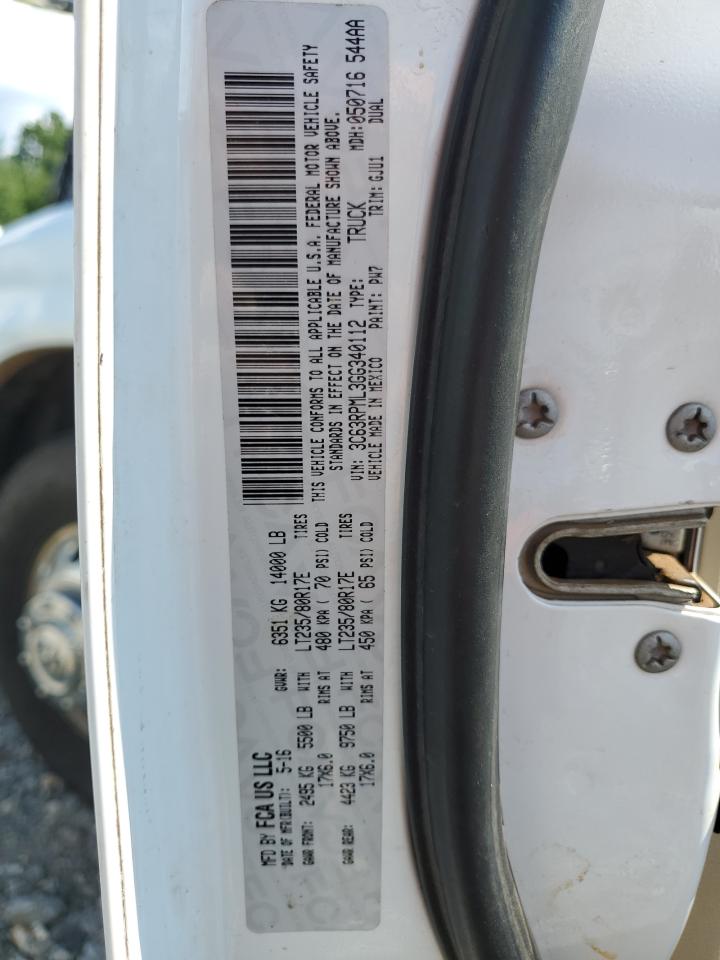 MFD BY FCA US LLC
DATE OF MFR(BUILT): 5-16 GVWR: 6351 KG 14000 LB
GAWR FRONT: 2495 KG 5500 LB WITH LT235/80R17E TIRES
17X6.0 RIMS AT 480 KPA( 70 PSI) COLD
GAWR REAR: 4423 KG 9750 LB WITH LT235/80R17E TIRES
17X6.0 RIMS AT 450 KPA( 65 PSI) COLD
THIS VEHICLE CONFORMS TO ALL APPLICABLE U.S.A. FEDERAL MOTOR VEHICLE SAFETY
STANDARDS IN EFFECT ON THE DATE OF MANUFACTURE SHOWN ABOVE.
VIN: 3C63RPML3GG340112 TYPE: TRUCK MDH:050716 544AA
VEHICLE MADE IN MEXICO PAINT: PW7 TRIM: GJU1 DUAL